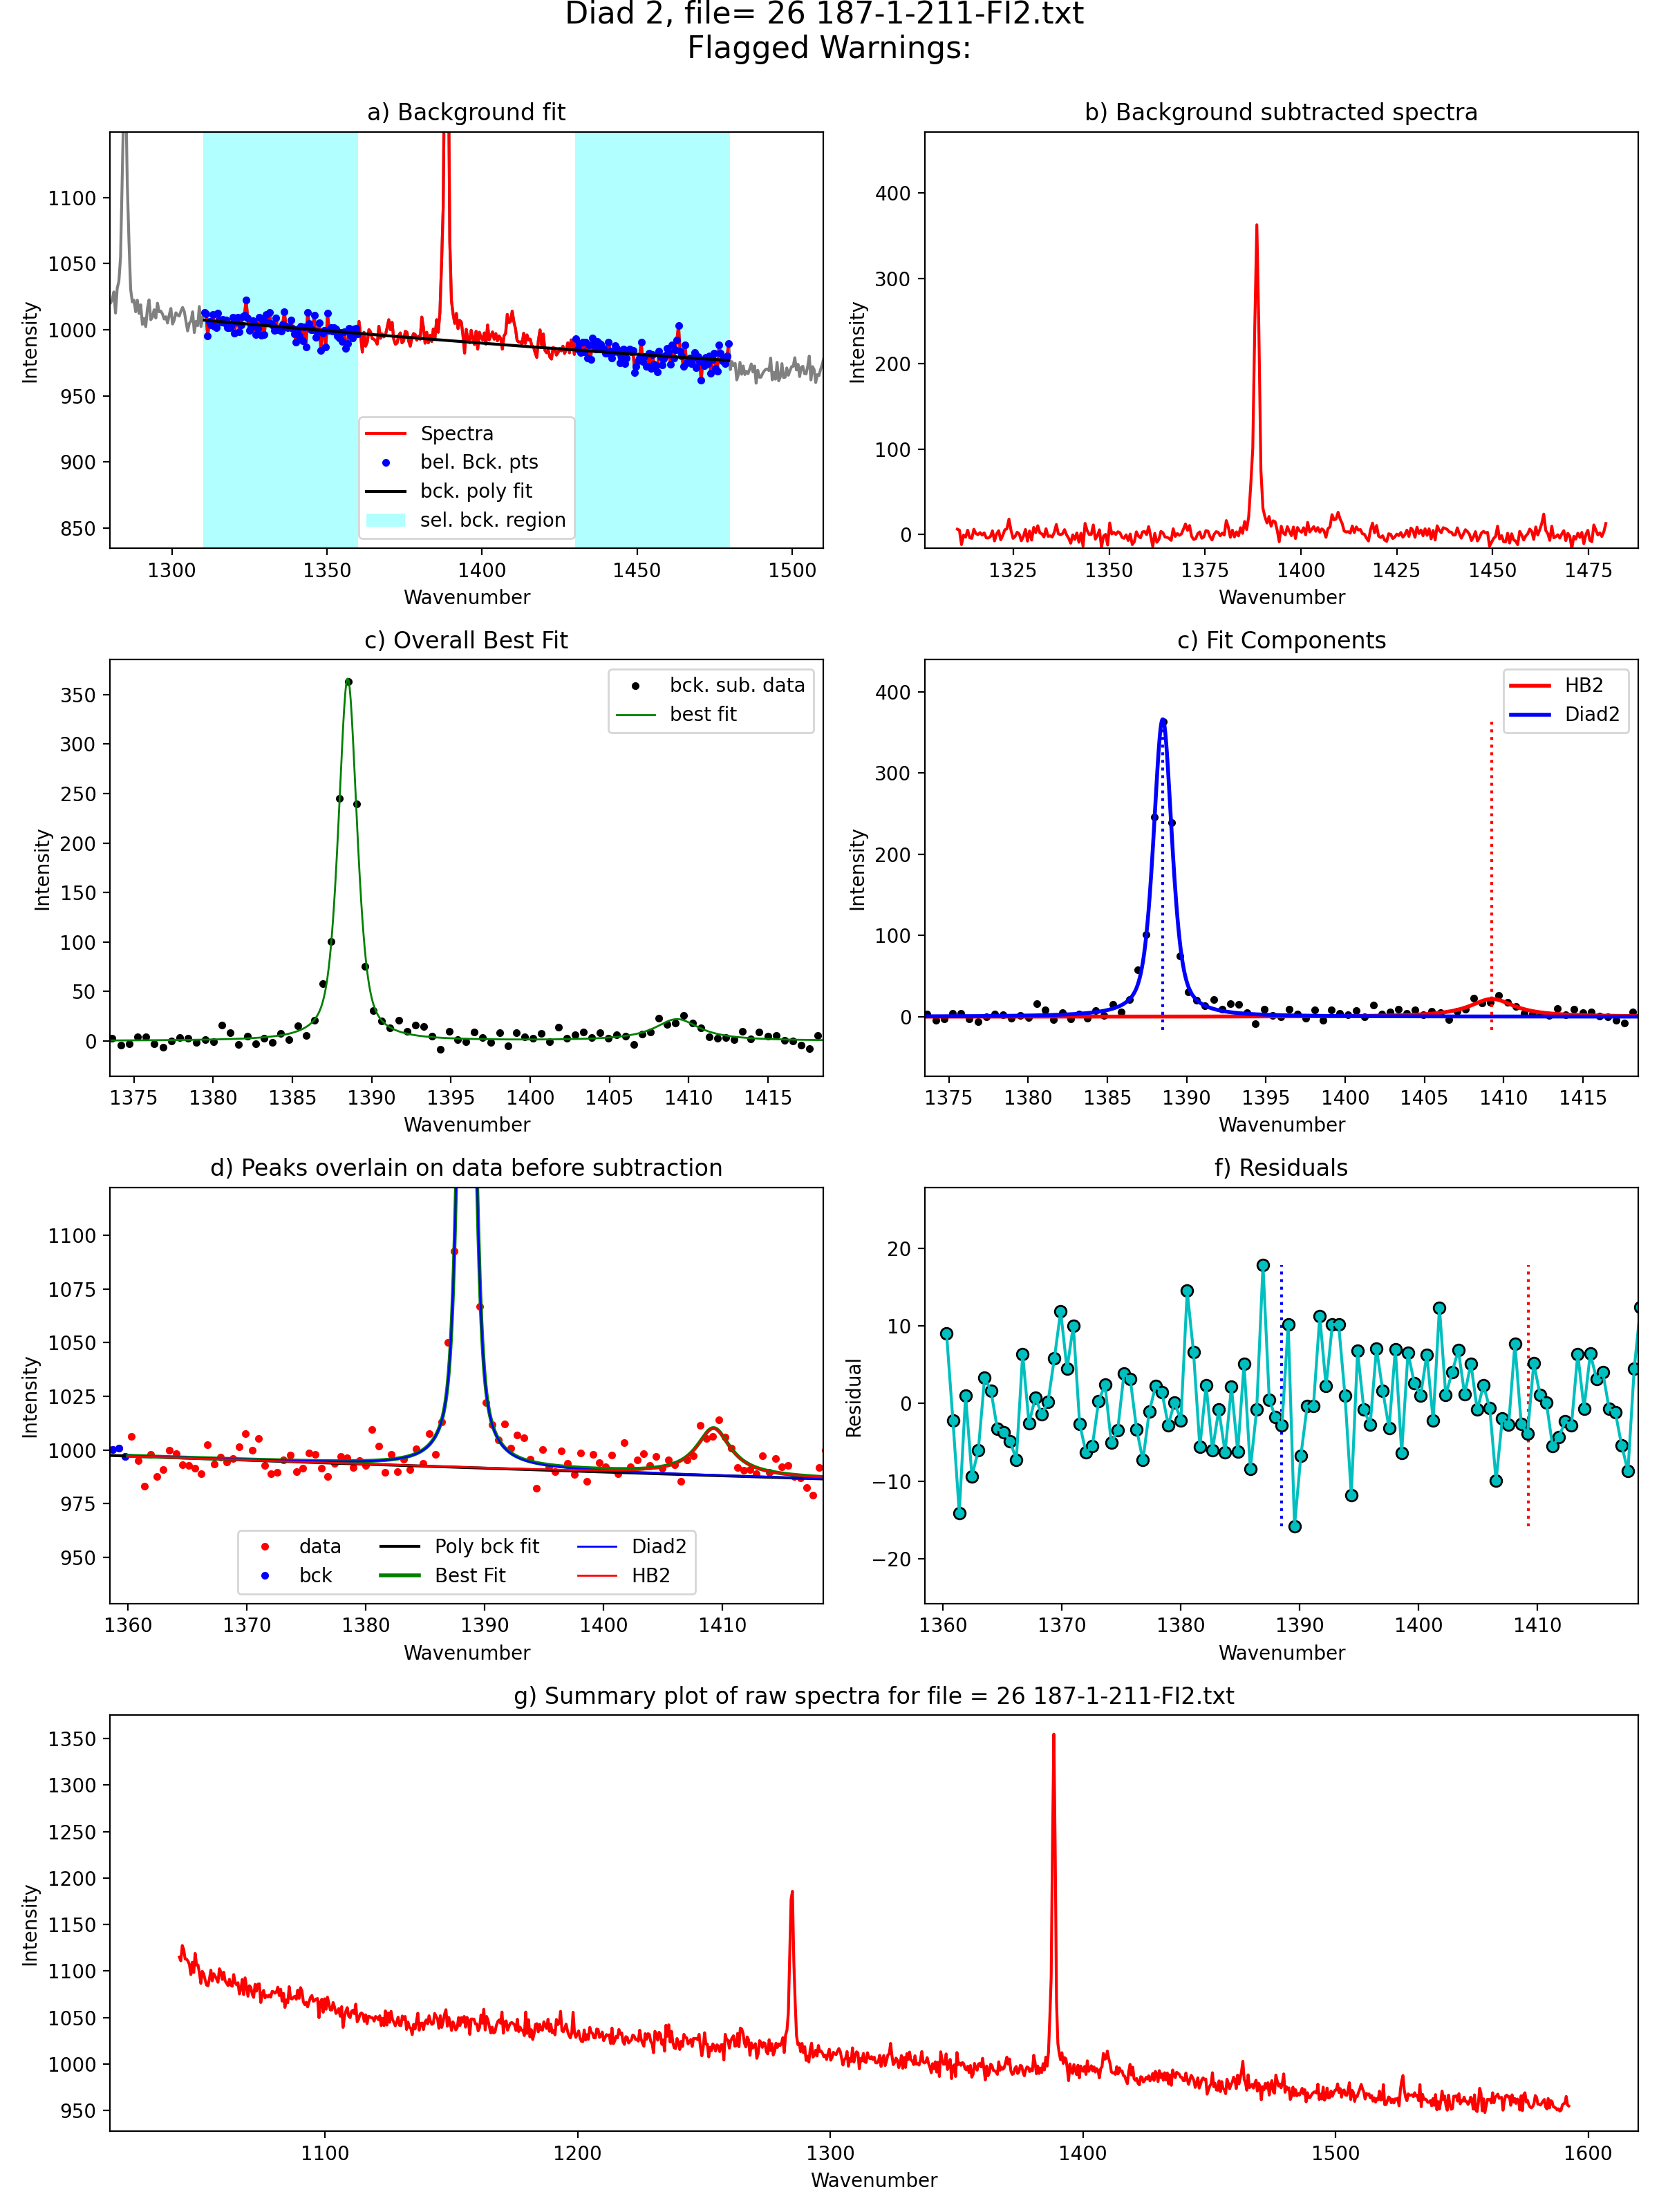 Diad 2, file= 26 187-1-211-FI2.txt
Flagged Warnings:
a) Background fit
Intensity
1100
1050
1000
950
900
850
Spectra
bel. Bck. pts
bck. poly fit
sel. bck. region
1300 1350 1400 1450 1500
Wavenumber
b) Background subtracted spectra
Intensity
400
300
200
100
0
1325 1350 1375 1400 1425 1450 1475
Wavenumber
c) Overall Best Fit
Intensity
350
300
250
200
150
100
50
0
bck. sub. data
best fit
1375 1380 1385 1390 1395 1400 1405 1410 1415
Wavenumber
c) Fit Components
Intensity
400
300
200
100
0
HB2
Diad2
1375 1380 1385 1390 1395 1400 1405 1410 1415
Wavenumber
d) Peaks overlain on data before subtraction
Intensity
1100
1075
1050
1025
1000
975
950
data
bck
Poly bck fit
Best Fit
Diad2
HB2
1360 1370 1380 1390 1400 1410
Wavenumber
f) Residuals
Residual
20
10
0
−10
−20
1360 1370 1380 1390 1400 1410
Wavenumber
g) Summary plot of raw spectra for file = 26 187-1-211-FI2.txt
Intensity
1350
1300
1250
1200
1150
1100
1050
1000
950
1100 1200 1300 1400 1500 1600
Wavenumber